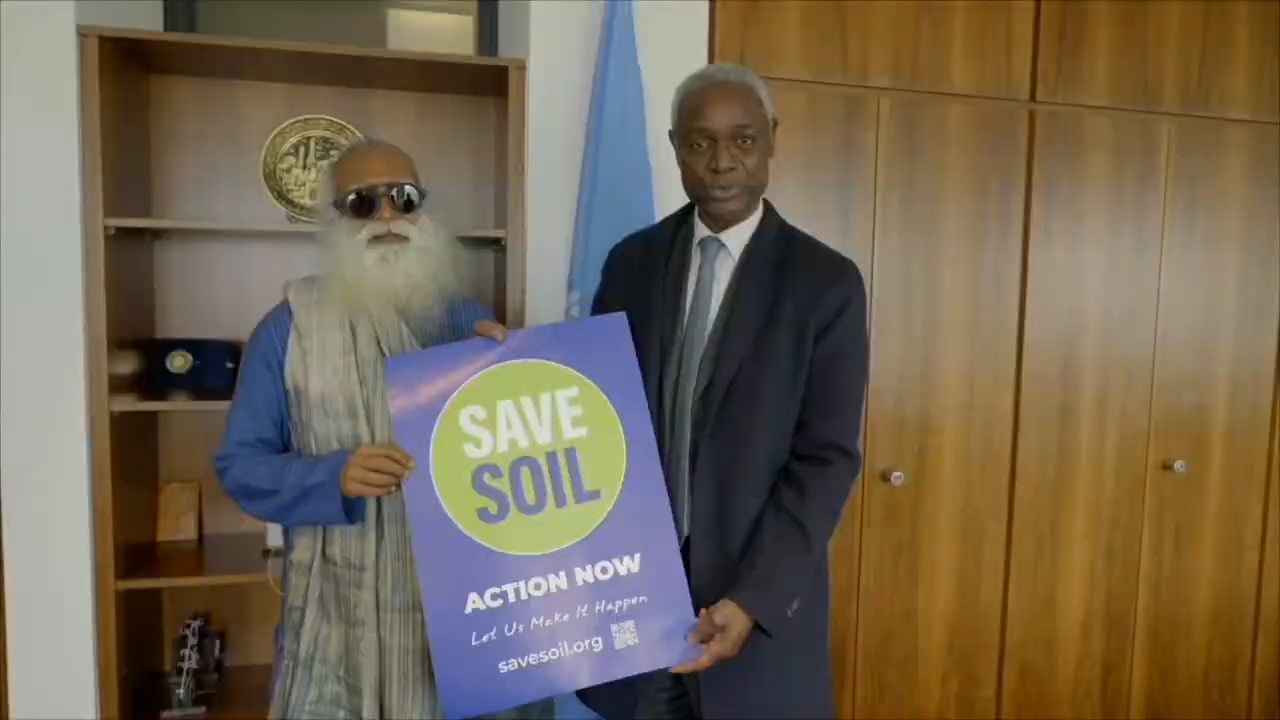 SAVE
SOIL
ACTION NOW
Let Us Make It Happen
savesoil.org